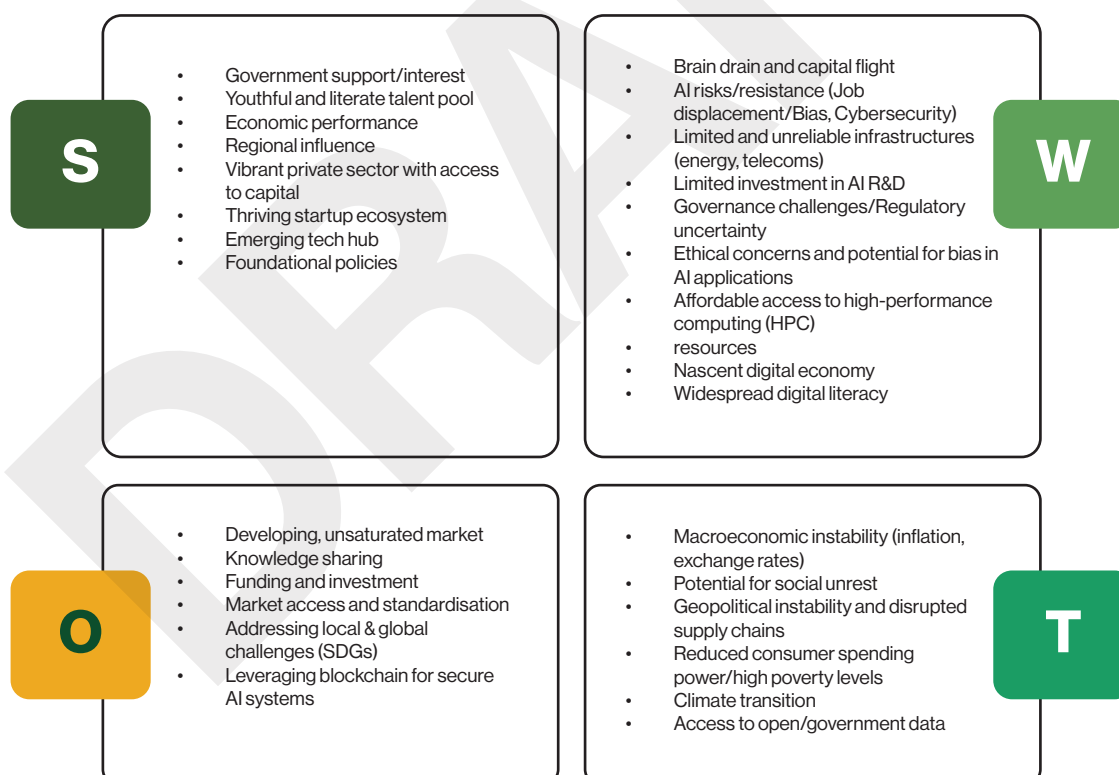 S
• Government support/interest
• Youthful and literate talent pool
• Economic performance
• Regional influence
• Vibrant private sector with access
to capital
• Thriving startup ecosystem
• Emerging tech hub
• Foundational policies
W
• Brain drain and capital flight
• AI risks/resistance (Job
displacement/Bias, Cybersecurity)
• Limited and unreliable infrastructures
(energy, telecoms)
• Limited investment in AI R&D
• Governance challenges/Regulatory
uncertainty
• Ethical concerns and potential for bias in
AI applications
• Affordable access to high-performance
computing (HPC)
• resources
• Nascent digital economy
• Widespread digital literacy
O
• Developing, unsaturated market
• Knowledge sharing
• Funding and investment
• Market access and standardisation
• Addressing local & global
challenges (SDGs)
• Leveraging blockchain for secure
AI systems
T
• Macroeconomic instability (inflation,
exchange rates)
• Potential for social unrest
• Geopolitical instability and disrupted
supply chains
• Reduced consumer spending
power/high poverty levels
• Climate transition
• Access to open/government data